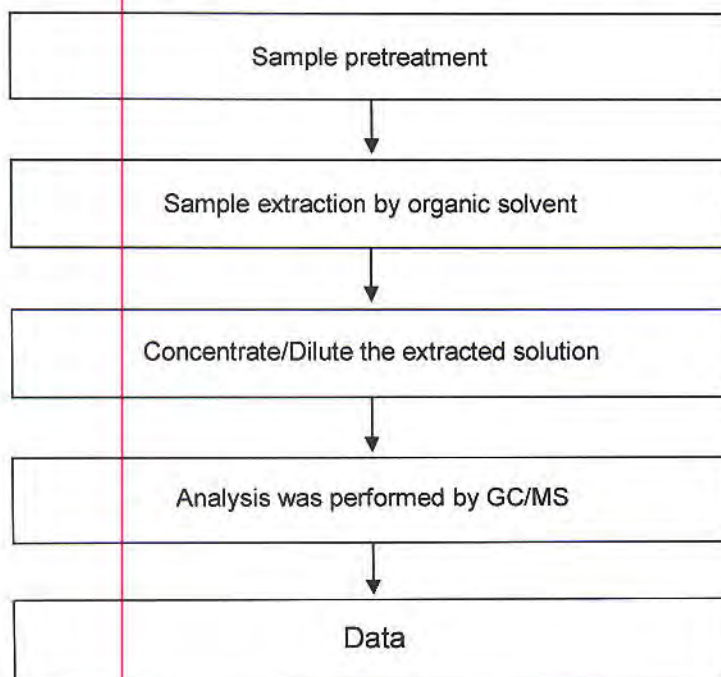 Sample pretreatment
Sample extraction by organic solvent
Concentrate/Dilute the extracted solution
Analysis was performed by GC/MS
Data